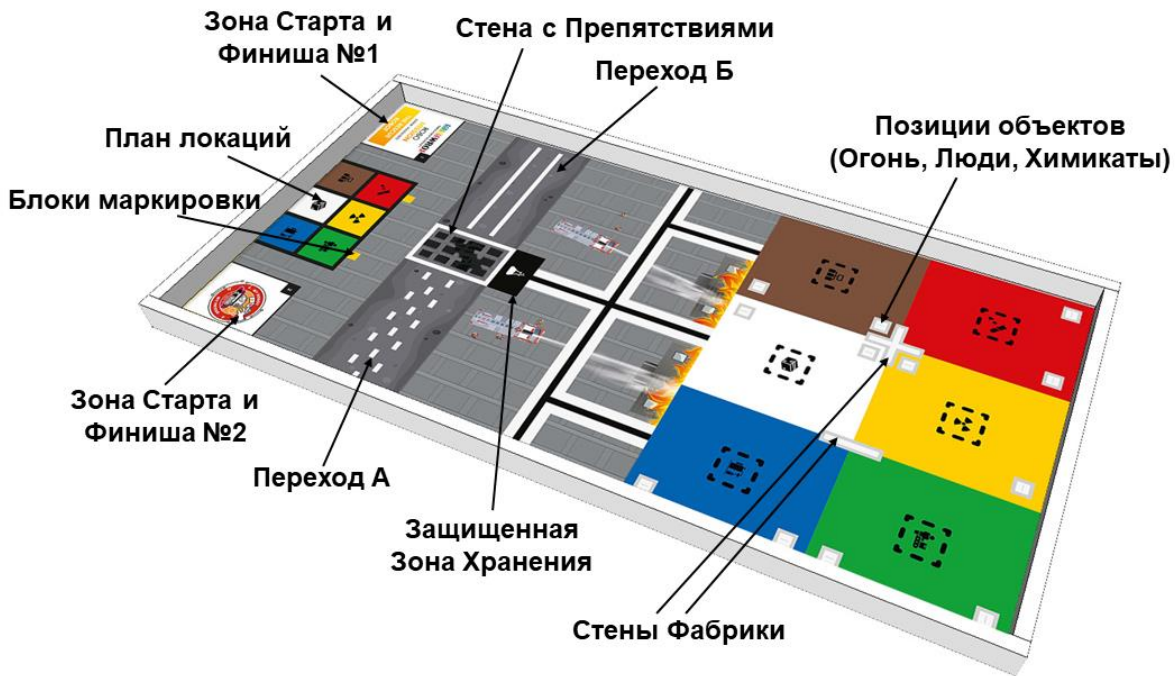 Зона Старта и
Финиша №1
Стена с Препятствиями
Переход Б
План локаций
Позиции объектов
(Огонь, Люди, Химикаты)
Блоки маркировки
Зона Старта и
Финиша №2
Переход А
Защищенная
Зона Хранения
Стены Фабрики